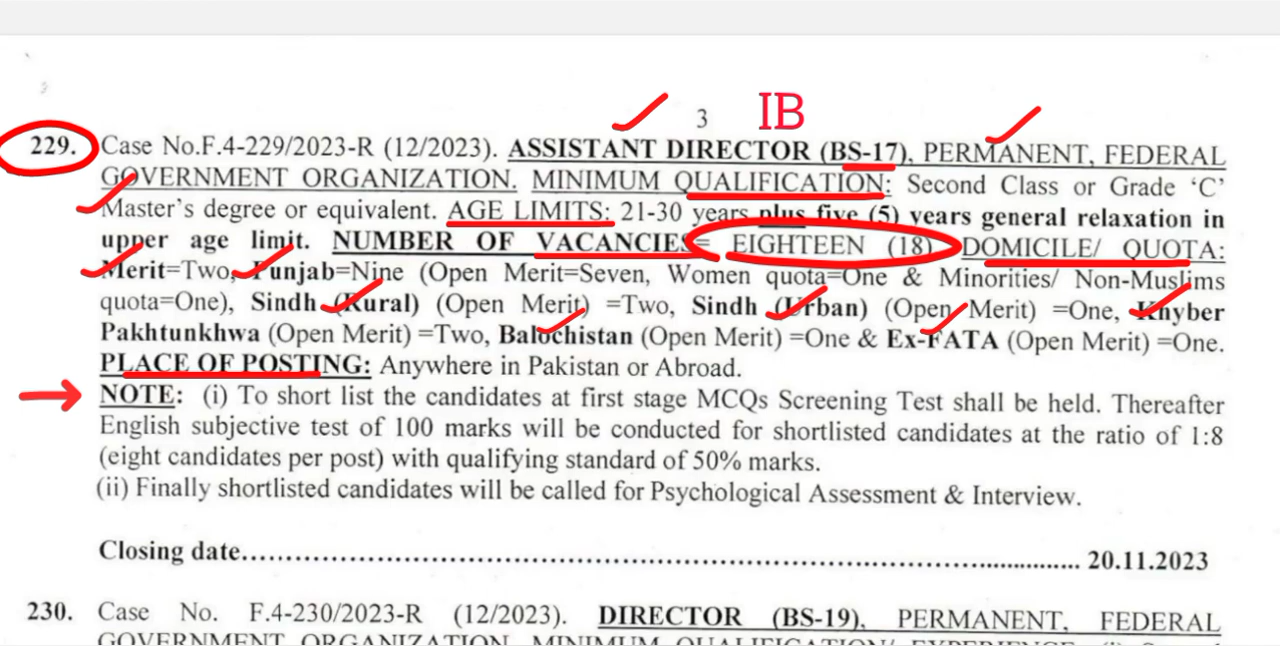 3 IB
229. Case No.F.4-229/2023-R (12/2023). ASSISTANT DIRECTOR (BS-17), PERMANENT, FEDERAL
GOVERNMENT ORGANIZATION. MINIMUM QUALIFICATION: Second Class or Grade ‘C’
Master’s degree or equivalent. AGE LIMITS: 21-30 years plus five (5) years general relaxation in
upper age limit. NUMBER OF VACANCIES= EIGHTEEN (18) DOMICILE/ QUOTA:
Merit=Two, Punjab=Nine (Open Merit=Seven, Women quota=One & Minorities/ Non-Muslims
quota=One), Sindh (Rural) (Open Merit) =Two, Sindh (Urban) (Open Merit) =One, Khyber
Pakhtunkhwa (Open Merit) =Two, Balochistan (Open Merit) =One & Ex-FATA (Open Merit) =One.
PLACE OF POSTING: Anywhere in Pakistan or Abroad.
NOTE: (i) To short list the candidates at first stage MCQs Screening Test shall be held. Thereafter
English subjective test of 100 marks will be conducted for shortlisted candidates at the ratio of 1:8
(eight candidates per post) with qualifying standard of 50% marks.
(ii) Finally shortlisted candidates will be called for Psychological Assessment & Interview.
Closing date.......................................................................................... 20.11.2023
230. Case No. F.4-230/2023-R (12/2023). DIRECTOR (BS-19), PERMANENT, FEDERAL
GOVERNMENT ORGANIZATION. MINIMUM QUALIFICATION/ EXPERIENCE: (i)